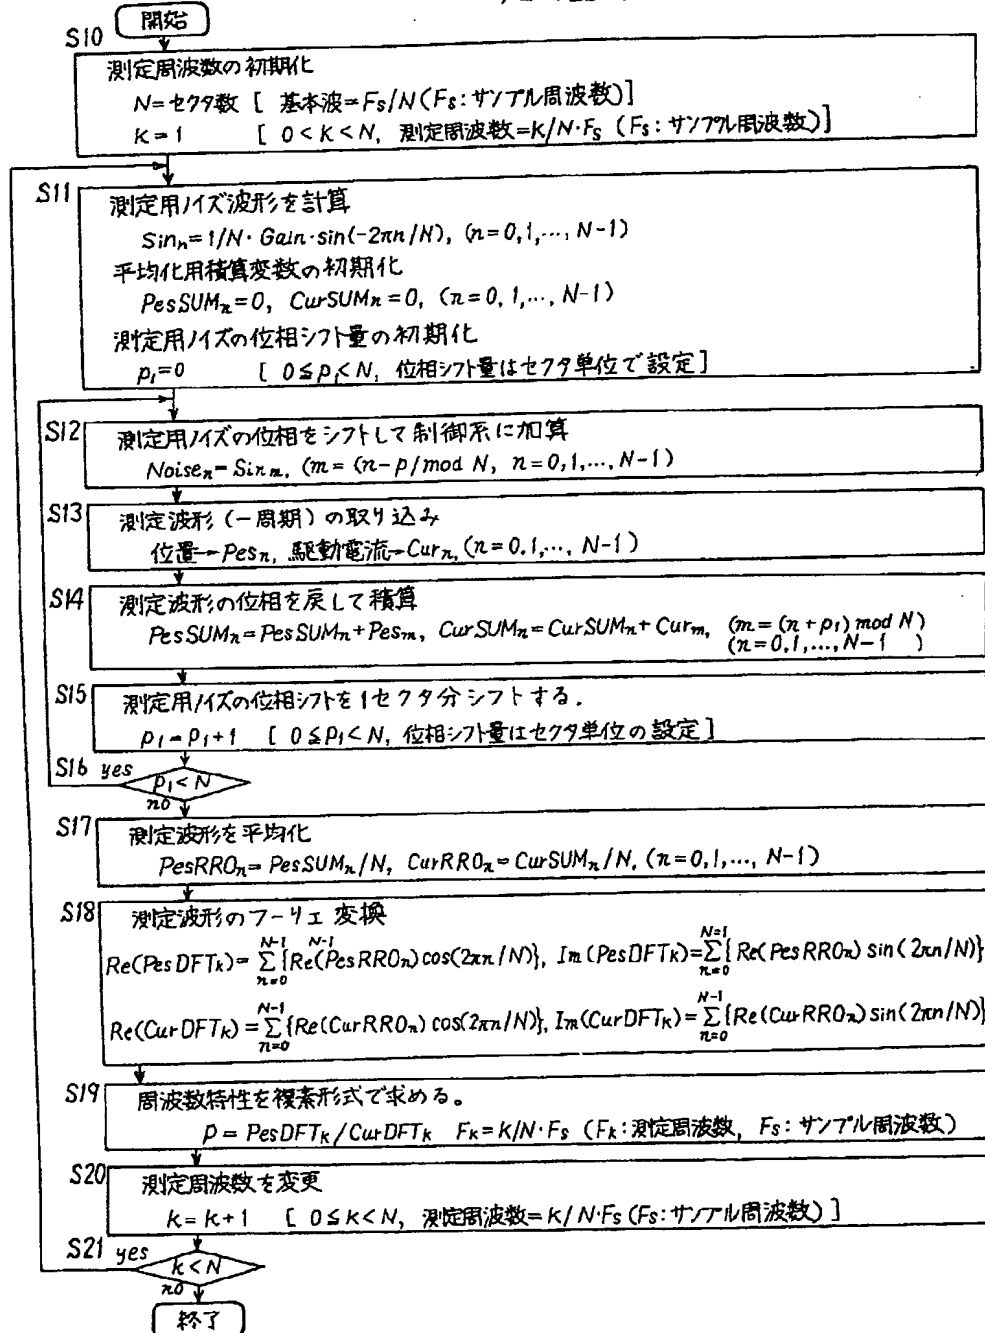 開始
S10
測定周波数の初期化
N=セクタ数 [ 基本波=Fs/N(Fs:サンプル周波数)]
K=1 [ 0<K<N, 測定周波数=K/N·Fs (Fs:サンプル周波数)]
S11
測定用ノイズ波形を計算
Sinn=1/N·Gain·sin(-2πn/N), (n=0,1,..., N-1)
平均化用積算変数の初期化
PesSUMn=0, CurSUMn=0, (n=0,1,..., N-1)
測定用ノイズの位相シフト量の初期化
p1=0 [ 0≦p1<N, 位相シフト量はセクタ単位で設定]
S12
測定用ノイズの位相をシフトして制御系に加算
Noisen=Sinm, (m=(n-p/mod N, n=0,1,..., N-1)
S13
測定波形(一周期)の取り込み
位置→Pesn, 駆動電流→Curn, (n=0.1,..., N-1)
S14
測定波形の位相を戻して積算
PesSUMn=PesSUMn+Pesm, CurSUMn=CurSUMn+Curm, (m=(n+p1) mod N)
(n=0,1,...,N-1 )
S15
測定用ノイズの位相シフトを1セクタ分シフトする.
p1=p1+1 [ 0≦p1<N, 位相シフト量はセクタ単位の設定]
S16 yes
p1<N
no
S17
測定波形を平均化
PesRROn=PesSUMn/N, CurRROn=CurSUMn/N, (n=0,1,..., N-1)
S18
測定波形のフーリエ変換
Re(PesDFTK)=Σ[n=0..N-1]{Re(PesRROn)cos(2πn/N)}, Im(PesDFTK)=Σ[n=0..N=1]{Re(PesRROn)sin(2πn/N)}
Re(CurDFTK)=Σ[n=0..N-1]{Re(CurRROn)cos(2πn/N)}, Im(CurDFTK)=Σ[n=0..N-1]{Re(CurRROn)sin(2πn/N)}
S19
周波数特性を複素形式で求める。
P=PesDFTK/CurDFTK FK=K/N·Fs (FK:測定周波数, Fs:サンプル周波数)
S20
測定周波数を変更
K=K+1 [ 0≦K<N, 測定周波数=K/N·Fs(Fs:サンプル周波数)]
S21 yes
K<N
no
終了